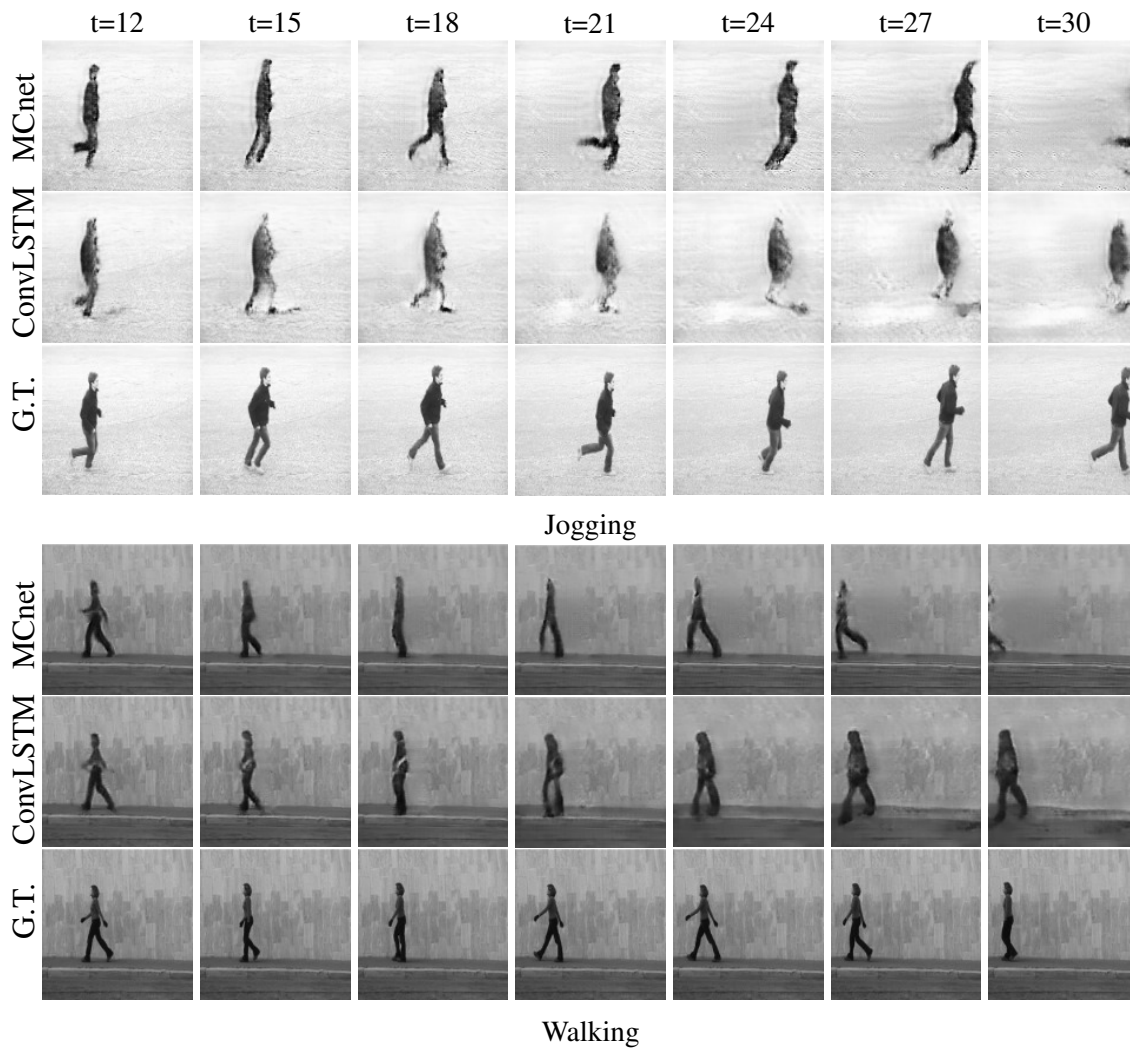 t=12 t=15 t=18 t=21 t=24 t=27 t=30
MCnet
ConvLSTM
G.T.
Jogging
MCnet
ConvLSTM
G.T.
Walking